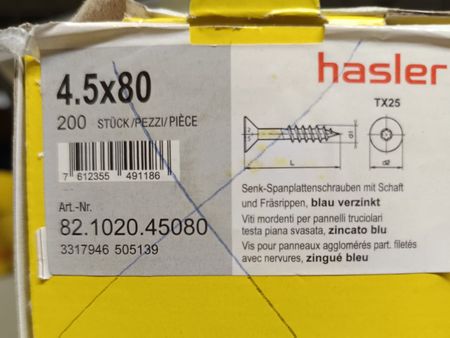 hasler
4.5x80
200 STÜCK/PEZZI/PIÈCE
7 612355 491186
Art.-Nr.
82.1020.45080
3317946 505139
TX25
L
d1
d2
Senk-Spanplattenschrauben mit Schaft
und Fräsrippen, blau verzinkt
Viti mordenti per pannelli truciolari
testa piana svasata, zincato blu
Vis pour panneaux agglomérés part. filetés
avec nervures, zingué bleu